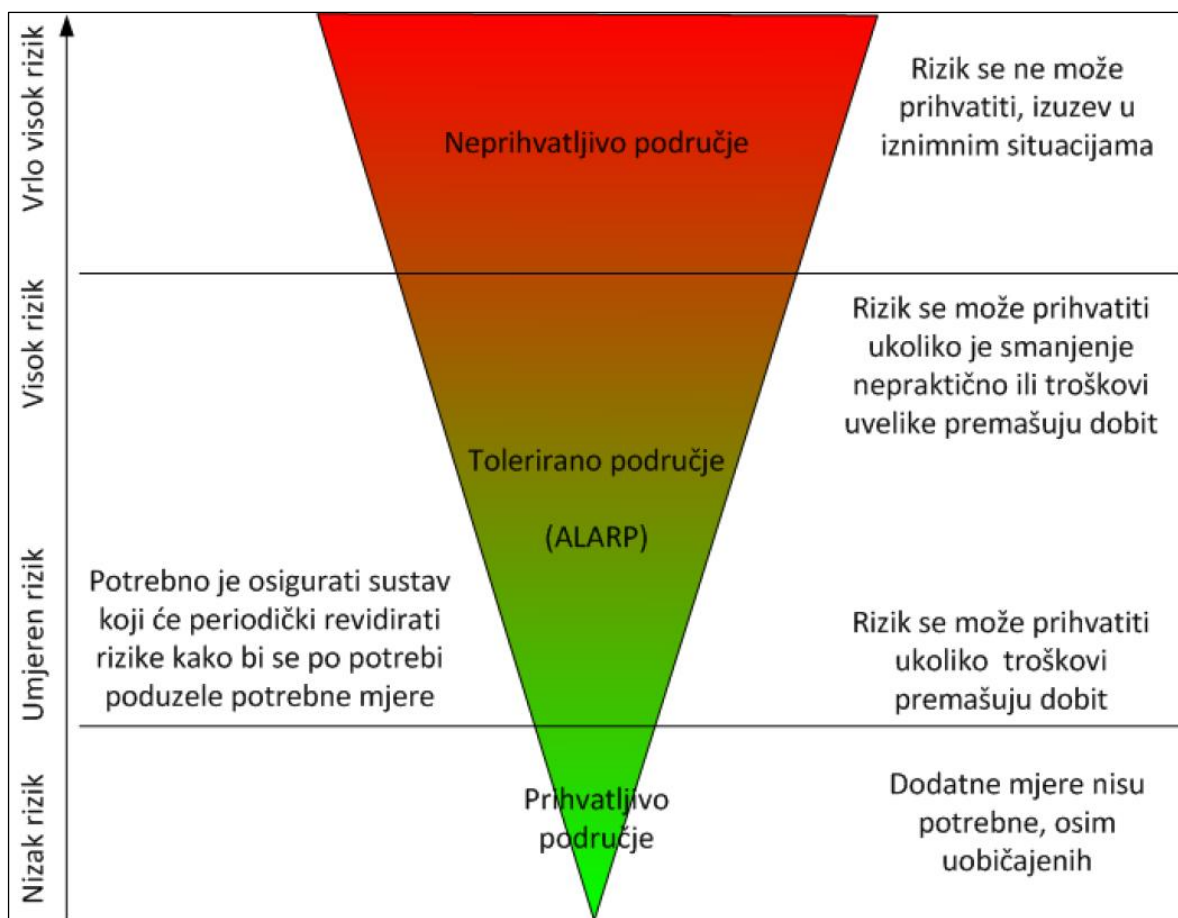 Vrlo visok rizik
Neprihvatljivo područje
Rizik se ne može
prihvatiti, izuzev u
iznimnim situacijama
Visok rizik
Rizik se može prihvatiti
ukoliko je smanjenje
nepraktično ili troškovi
uvelike premašuju dobit
Tolerirano područje
(ALARP)
Umjeren rizik
Potrebno je osigurati sustav
koji će periodički revidirati
rizike kako bi se po potrebi
poduzele potrebne mjere
Rizik se može prihvatiti
ukoliko troškovi
premašuju dobit
Nizak rizik
Prihvatljivo
područje
Dodatne mjere nisu
potrebne, osim
uobičajenih